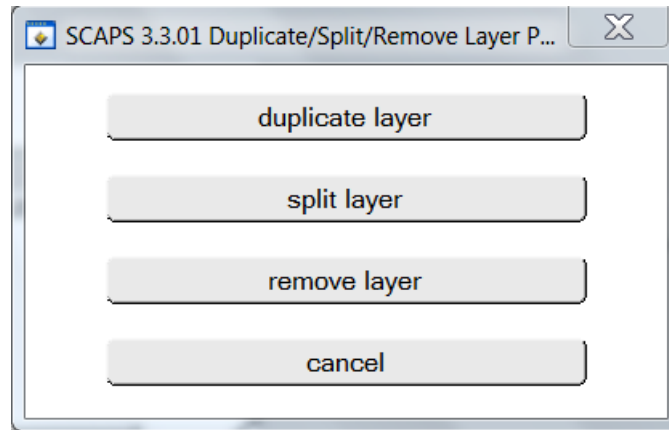 SCAPS 3.3.01 Duplicate/Split/Remove Layer P...
duplicate layer
split layer
remove layer
cancel